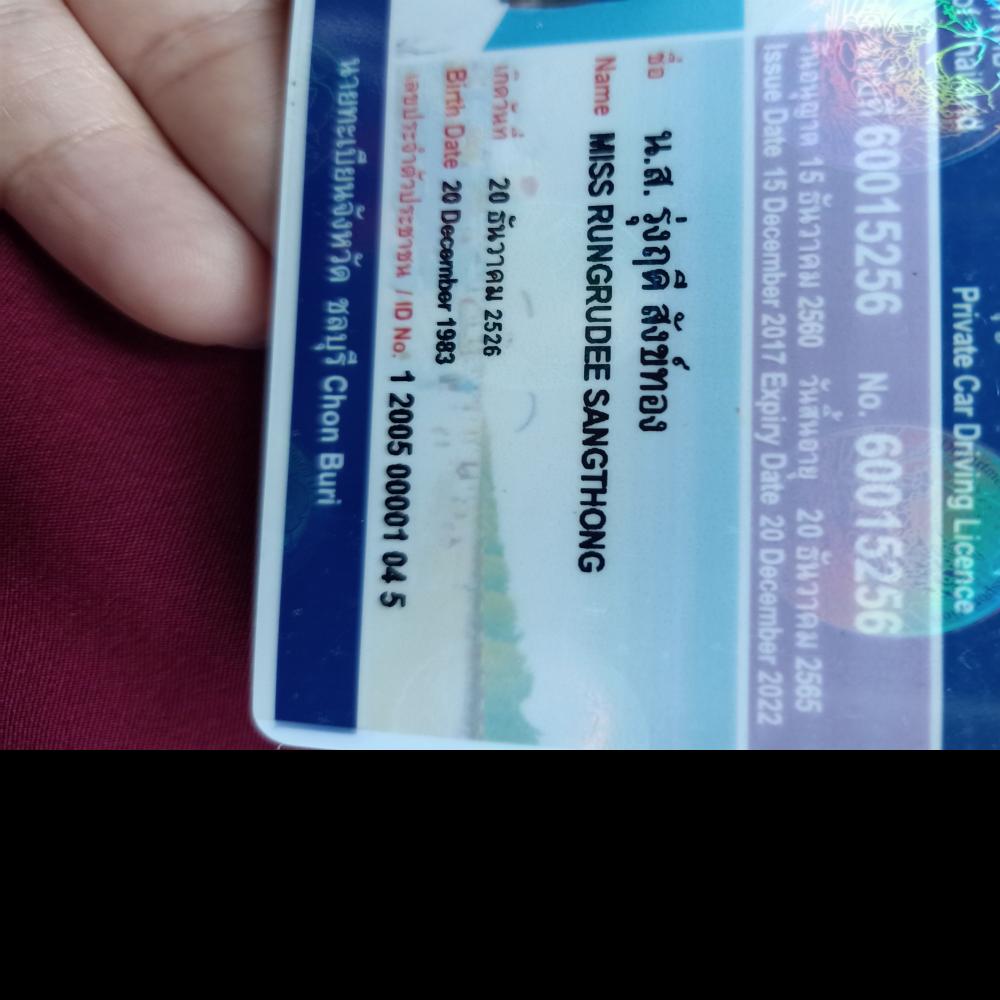 Private Car Driving Licence
60015256 No. 60015256
15 ธันวาคม 2560 วันสิ้นอายุ 20 ธันวาคม 2565
Issue Date 15 December 2017 Expiry Date 20 December 2022
ชื่อ น.ส. รุ่งฤดี สังข์ทอง
Name MISS RUNGRUDEE SANGTHONG
เกิดวันที่ 20 ธันวาคม 2526
Birth Date 20 December 1983
เลขประจำตัวประชาชน / ID No. 1 2005 00001 04 5
นายทะเบียนจังหวัด ชลบุรี Chon Buri